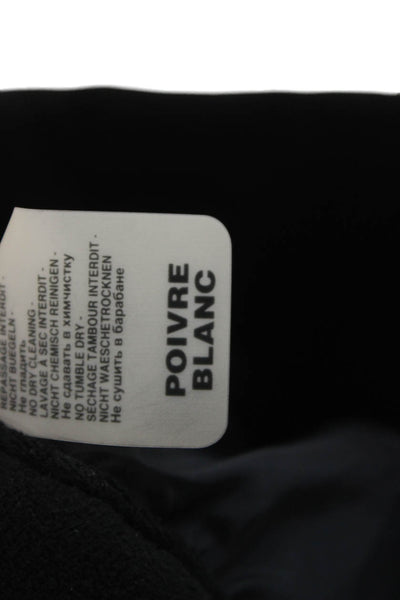 REPASSAGE INTERDIT -
NICHT BUEGELN -
Не гладить
NO DRY CLEANING -
LAVAGE À SEC INTERDIT -
NICHT CHEMISCH REINIGEN -
Не сдавать в химчистку
NO TUMBLE DRY -
SÉCHAGE TAMBOUR INTERDIT -
NICHT WAESCHETROCKNEN
Не сушить в барабане
POIVRE
BLANC